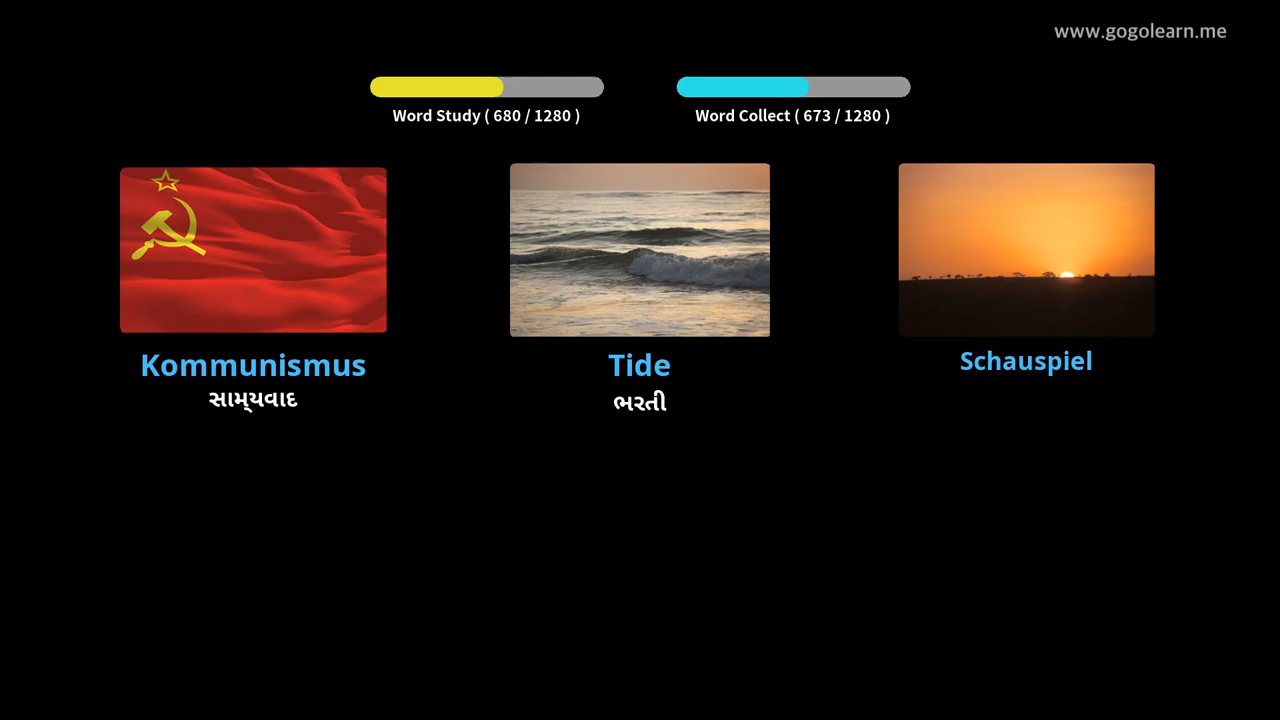 www.gogolearn.me
Word Study ( 680 / 1280 )
Word Collect ( 673 / 1280 )
Kommunismus
સામ્યવાદ
Tide
ભરતી
Schauspiel